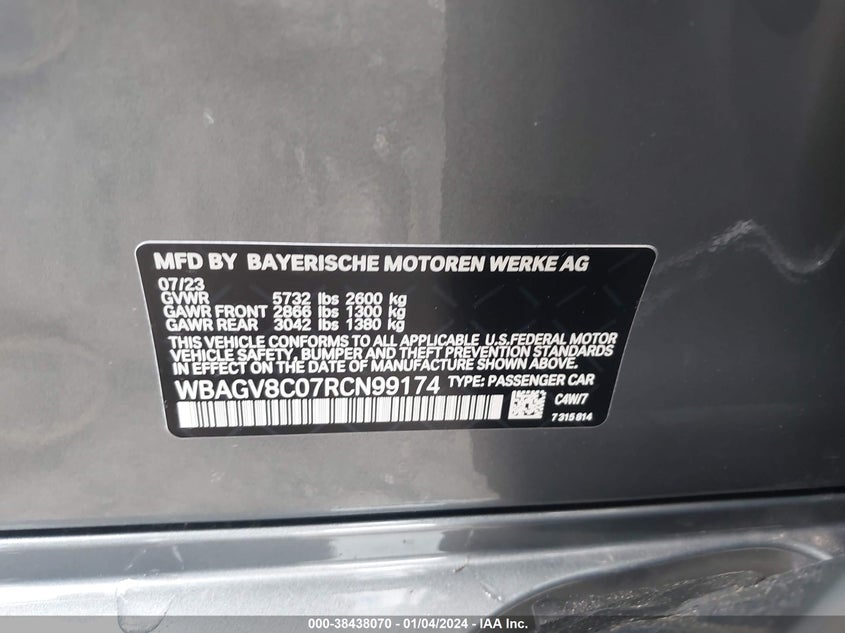 MFD BY BAYERISCHE MOTOREN WERKE AG
07/23
GVWR 5732 lbs 2600 kg
GAWR FRONT 2866 lbs 1300 kg
GAWR REAR 3042 lbs 1380 kg
THIS VEHICLE CONFORMS TO ALL APPLICABLE U.S.FEDERAL MOTOR
VEHICLE SAFETY, BUMPER, AND THEFT PREVENTION STANDARDS
IN EFFECT ON THE DATE OF MANUFACTURE SHOWN ABOVE.
WBAGV8C07RCN99174 TYPE: PASSENGER CAR
C4W/7
7 315 814
000-38438070 - 01/04/2024 - IAA Inc.